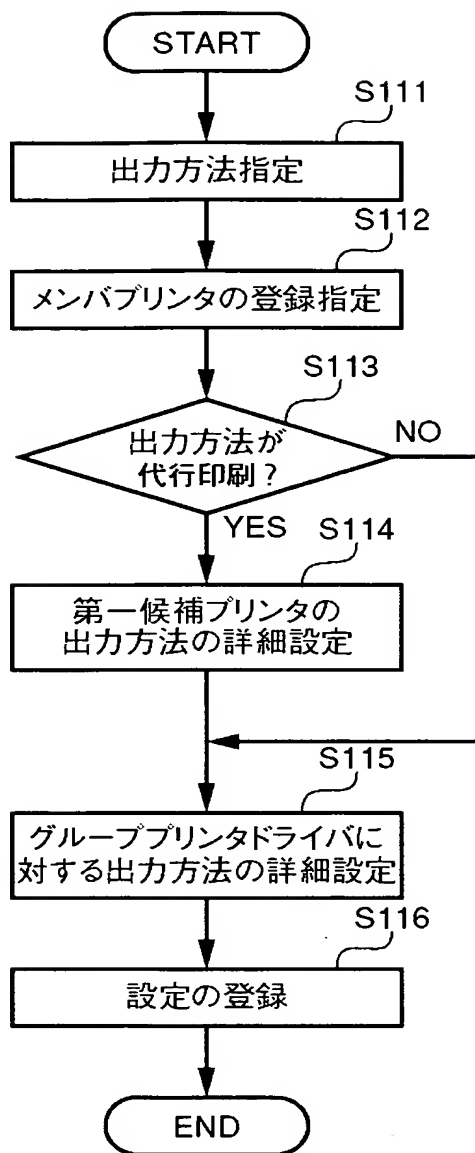 START
S111
出力方法指定
S112
メンバプリンタの登録指定
S113
出力方法が
代行印刷？
NO
YES
S114
第一候補プリンタの
出力方法の詳細設定
S115
グループプリンタドライバに
対する出力方法の詳細設定
S116
設定の登録
END